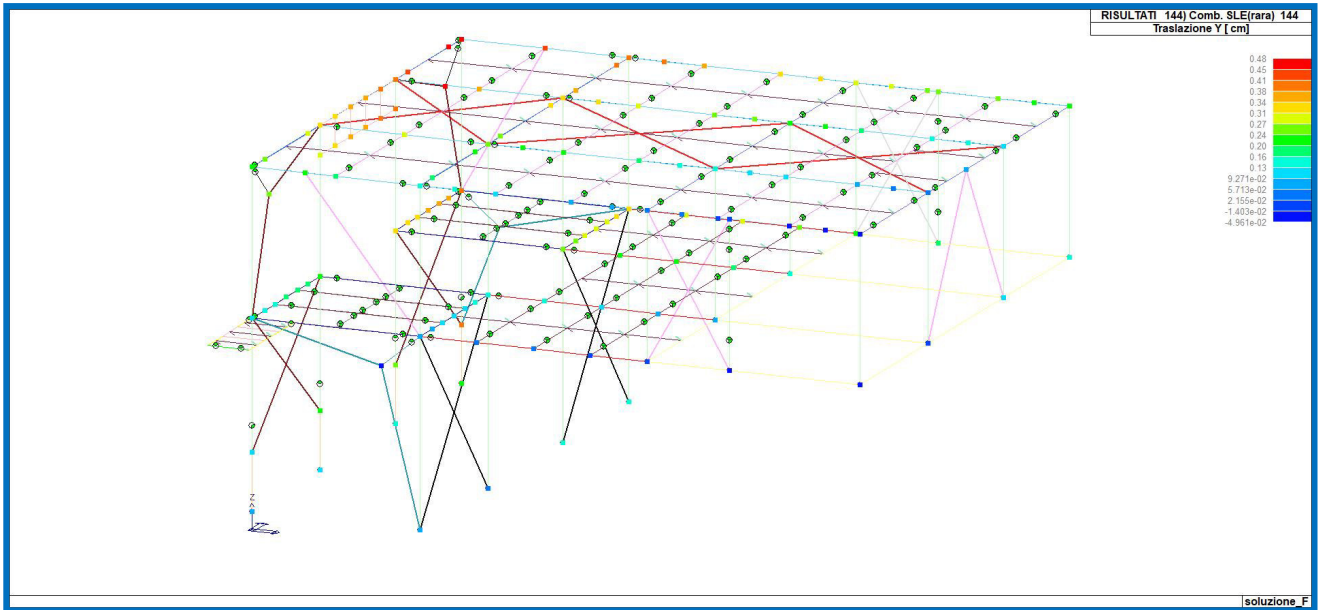 RISULTATI 144) Comb. SLE(rara) 144
Traslazione Y [ cm]
0.48
0.45
0.41
0.38
0.34
0.31
0.27
0.24
0.20
0.16
0.13
9.271e-02
5.713e-02
2.155e-02
-1.403e-02
-4.961e-02
Z
soluzione_F